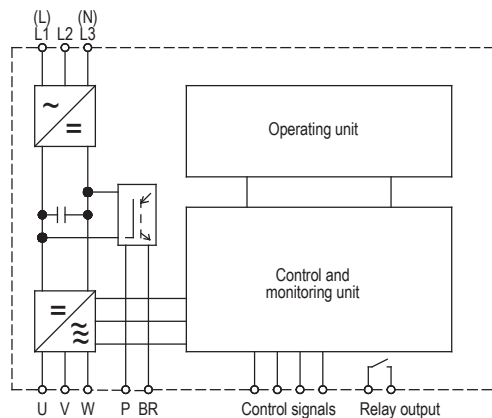 (L) (N)
L1 L2 L3
~
=
Operating unit
Control and
monitoring unit
=
≈
U V W P BR Control signals Relay output